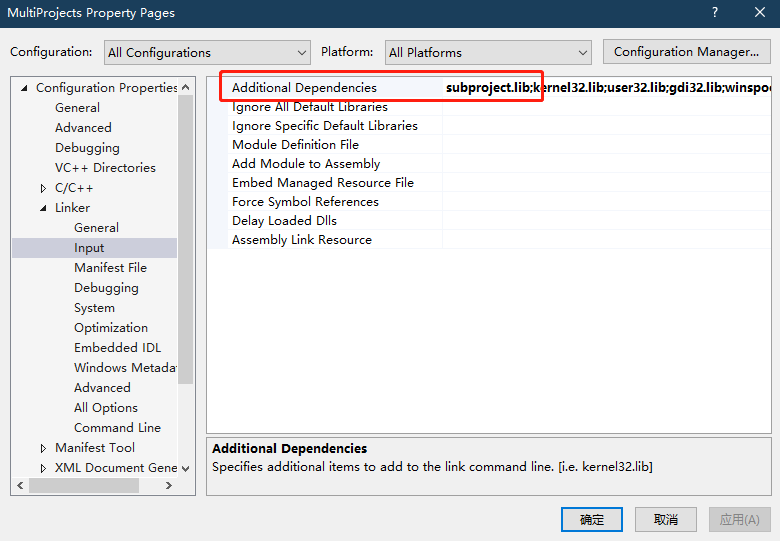 MultiProjects Property Pages
Configuration: All Configurations Platform: All Platforms Configuration Manager...
Configuration Properties
General
Advanced
Debugging
VC++ Directories
C/C++
Linker
General
Input
Manifest File
Debugging
System
Optimization
Embedded IDL
Windows Metada
Advanced
All Options
Command Line
Manifest Tool
XML Document Gene
Additional Dependencies subproject.lib;kernel32.lib;user32.lib;gdi32.lib;winspoo
Ignore All Default Libraries
Ignore Specific Default Libraries
Module Definition File
Add Module to Assembly
Embed Managed Resource File
Force Symbol References
Delay Loaded Dlls
Assembly Link Resource
Additional Dependencies
Specifies additional items to add to the link command line. [i.e. kernel32.lib]
确定 取消 应用(A)